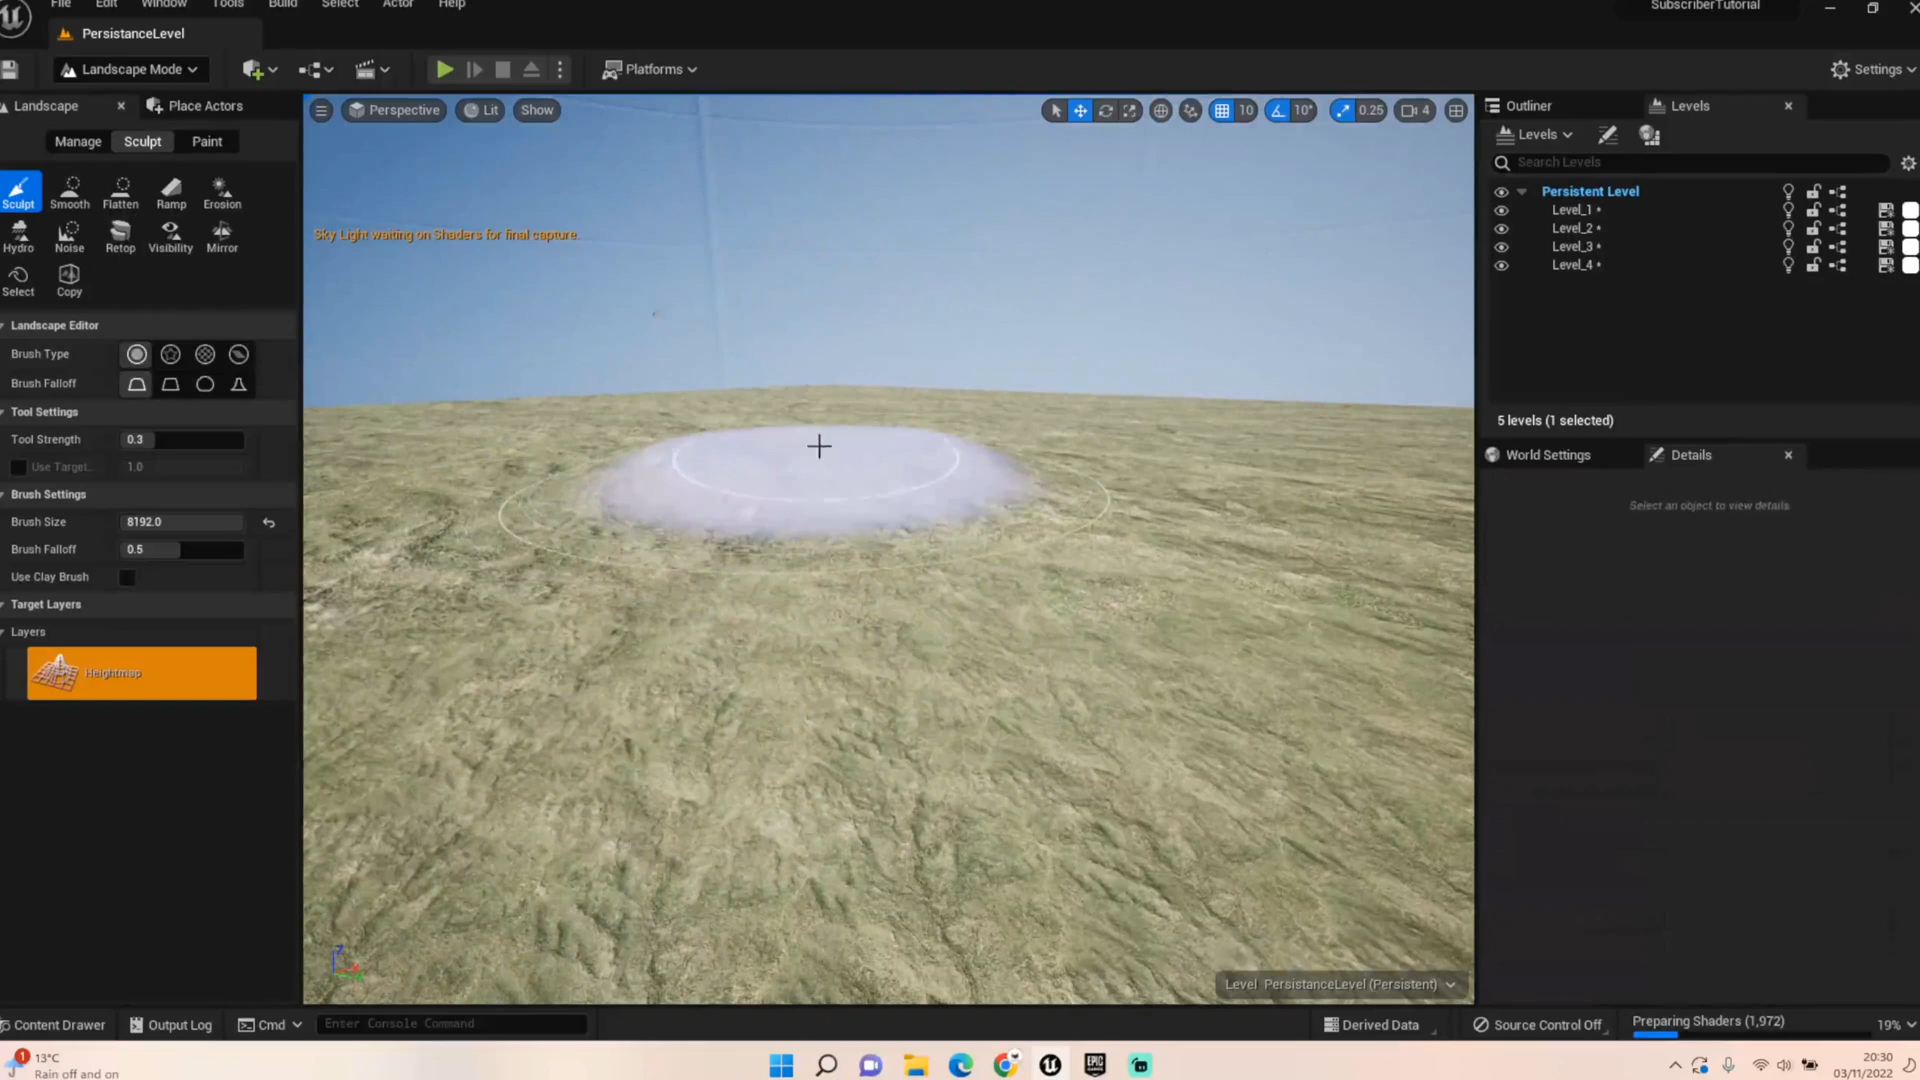 File Edit Window Tools Build Select Actor Help
SubscriberTutorial
PersistanceLevel
Landscape Mode
Platforms
Settings
Landscape
Place Actors
Manage Sculpt Paint
Sculpt Smooth Flatten Ramp Erosion
Hydro Noise Retop Visibility Mirror
Select Copy
Landscape Editor
Brush Type
Brush Falloff
Tool Settings
Tool Strength 0.3
Use Target.. 1.0
Brush Settings
Brush Size 8192.0
Brush Falloff 0.5
Use Clay Brush
Target Layers
Layers
Heightmap
Perspective Lit Show
10 10° 0.25 4
Sky Light waiting on Shaders for final capture.
Level PersistanceLevel (Persistent)
Outliner Levels
Levels
Search Levels
Persistent Level
Level_1 *
Level_2 *
Level_3 *
Level_4 *
5 levels (1 selected)
World Settings Details
Select an object to view details
Content Drawer Output Log Cmd Enter Console Command
Derived Data Source Control Off Preparing Shaders (1,972) 19%
1
13°C
Rain off and on
EPIC GAMES
20:30
03/11/2022